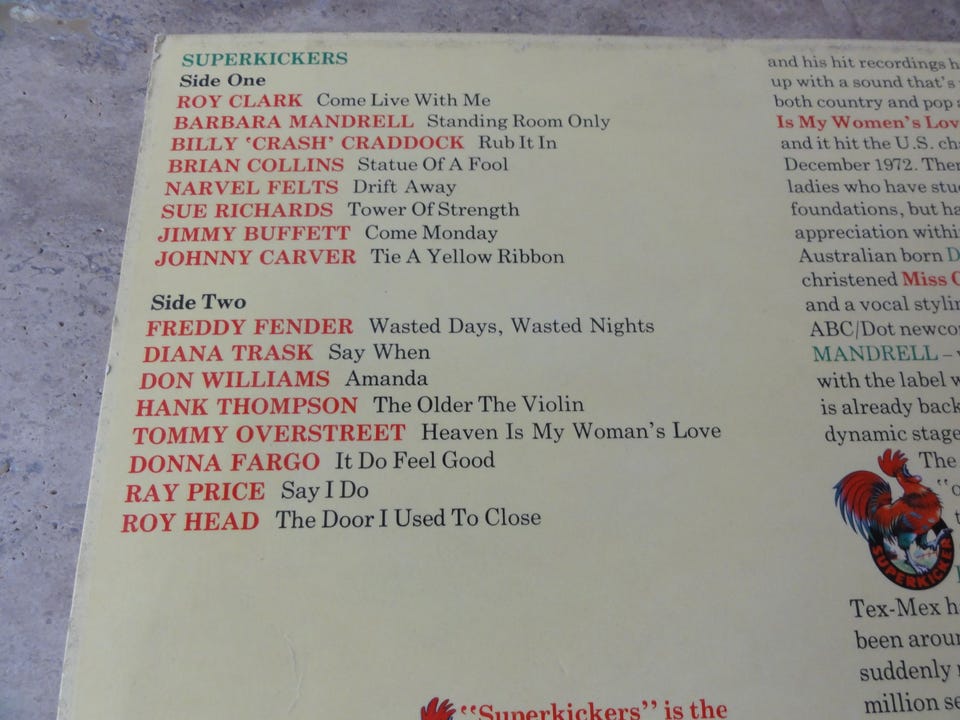 SUPERKICKERS
Side One
ROY CLARK Come Live With Me
BARBARA MANDRELL Standing Room Only
BILLY 'CRASH' CRADDOCK Rub It In
BRIAN COLLINS Statue Of A Fool
NARVEL FELTS Drift Away
SUE RICHARDS Tower Of Strength
JIMMY BUFFETT Come Monday
JOHNNY CARVER Tie A Yellow Ribbon
Side Two
FREDDY FENDER Wasted Days, Wasted Nights
DIANA TRASK Say When
DON WILLIAMS Amanda
HANK THOMPSON The Older The Violin
TOMMY OVERSTREET Heaven Is My Woman's Love
DONNA FARGO It Do Feel Good
RAY PRICE Say I Do
ROY HEAD The Door I Used To Close
and his hit recordings
up with a sound that's
both country and pop
Is My Women's Lov
and it hit the U.S. ch
December 1972. Ther
ladies who have stu
foundations, but ha
appreciation withi
Australian born D
christened Miss C
and a vocal stylin
ABC/Dot newco
MANDRELL –
with the label w
is already back
dynamic stage
The
"o
t
SUPERKICKER
Tex-Mex h
been arou
suddenly
million se
"Superkickers" is the